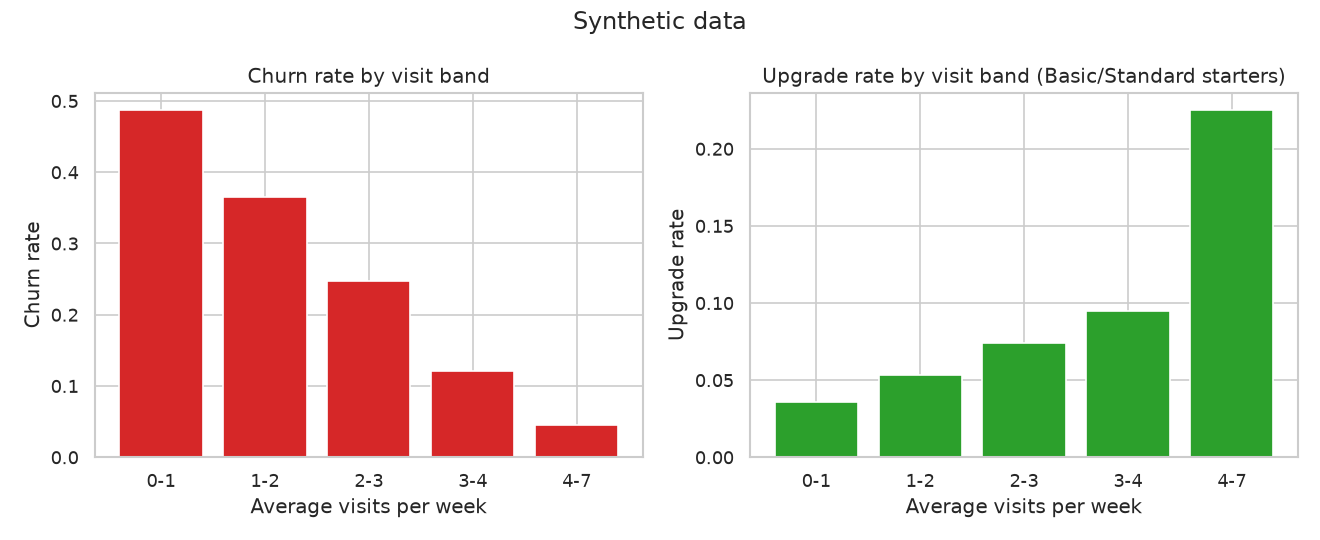 Synthetic data
Churn rate by visit band
Churn rate
0.5
0.4
0.3
0.2
0.1
0.0
0-1 1-2 2-3 3-4 4-7
Average visits per week
Upgrade rate by visit band (Basic/Standard starters)
Upgrade rate
0.20
0.15
0.10
0.05
0.00
0-1 1-2 2-3 3-4 4-7
Average visits per week